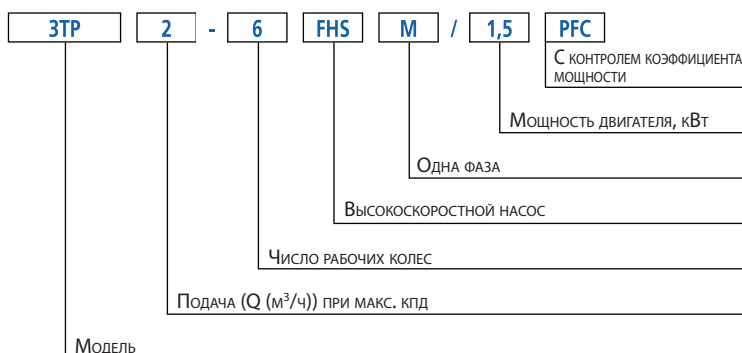 3TP 2 - 6 FHS M / 1,5 PFC
С контролем коэффициента
мощности
Мощность двигателя, кВт
Одна фаза
Высокоскоростной насос
Число рабочих колес
Подача (Q (м³/ч)) при макс. кпд
Модель